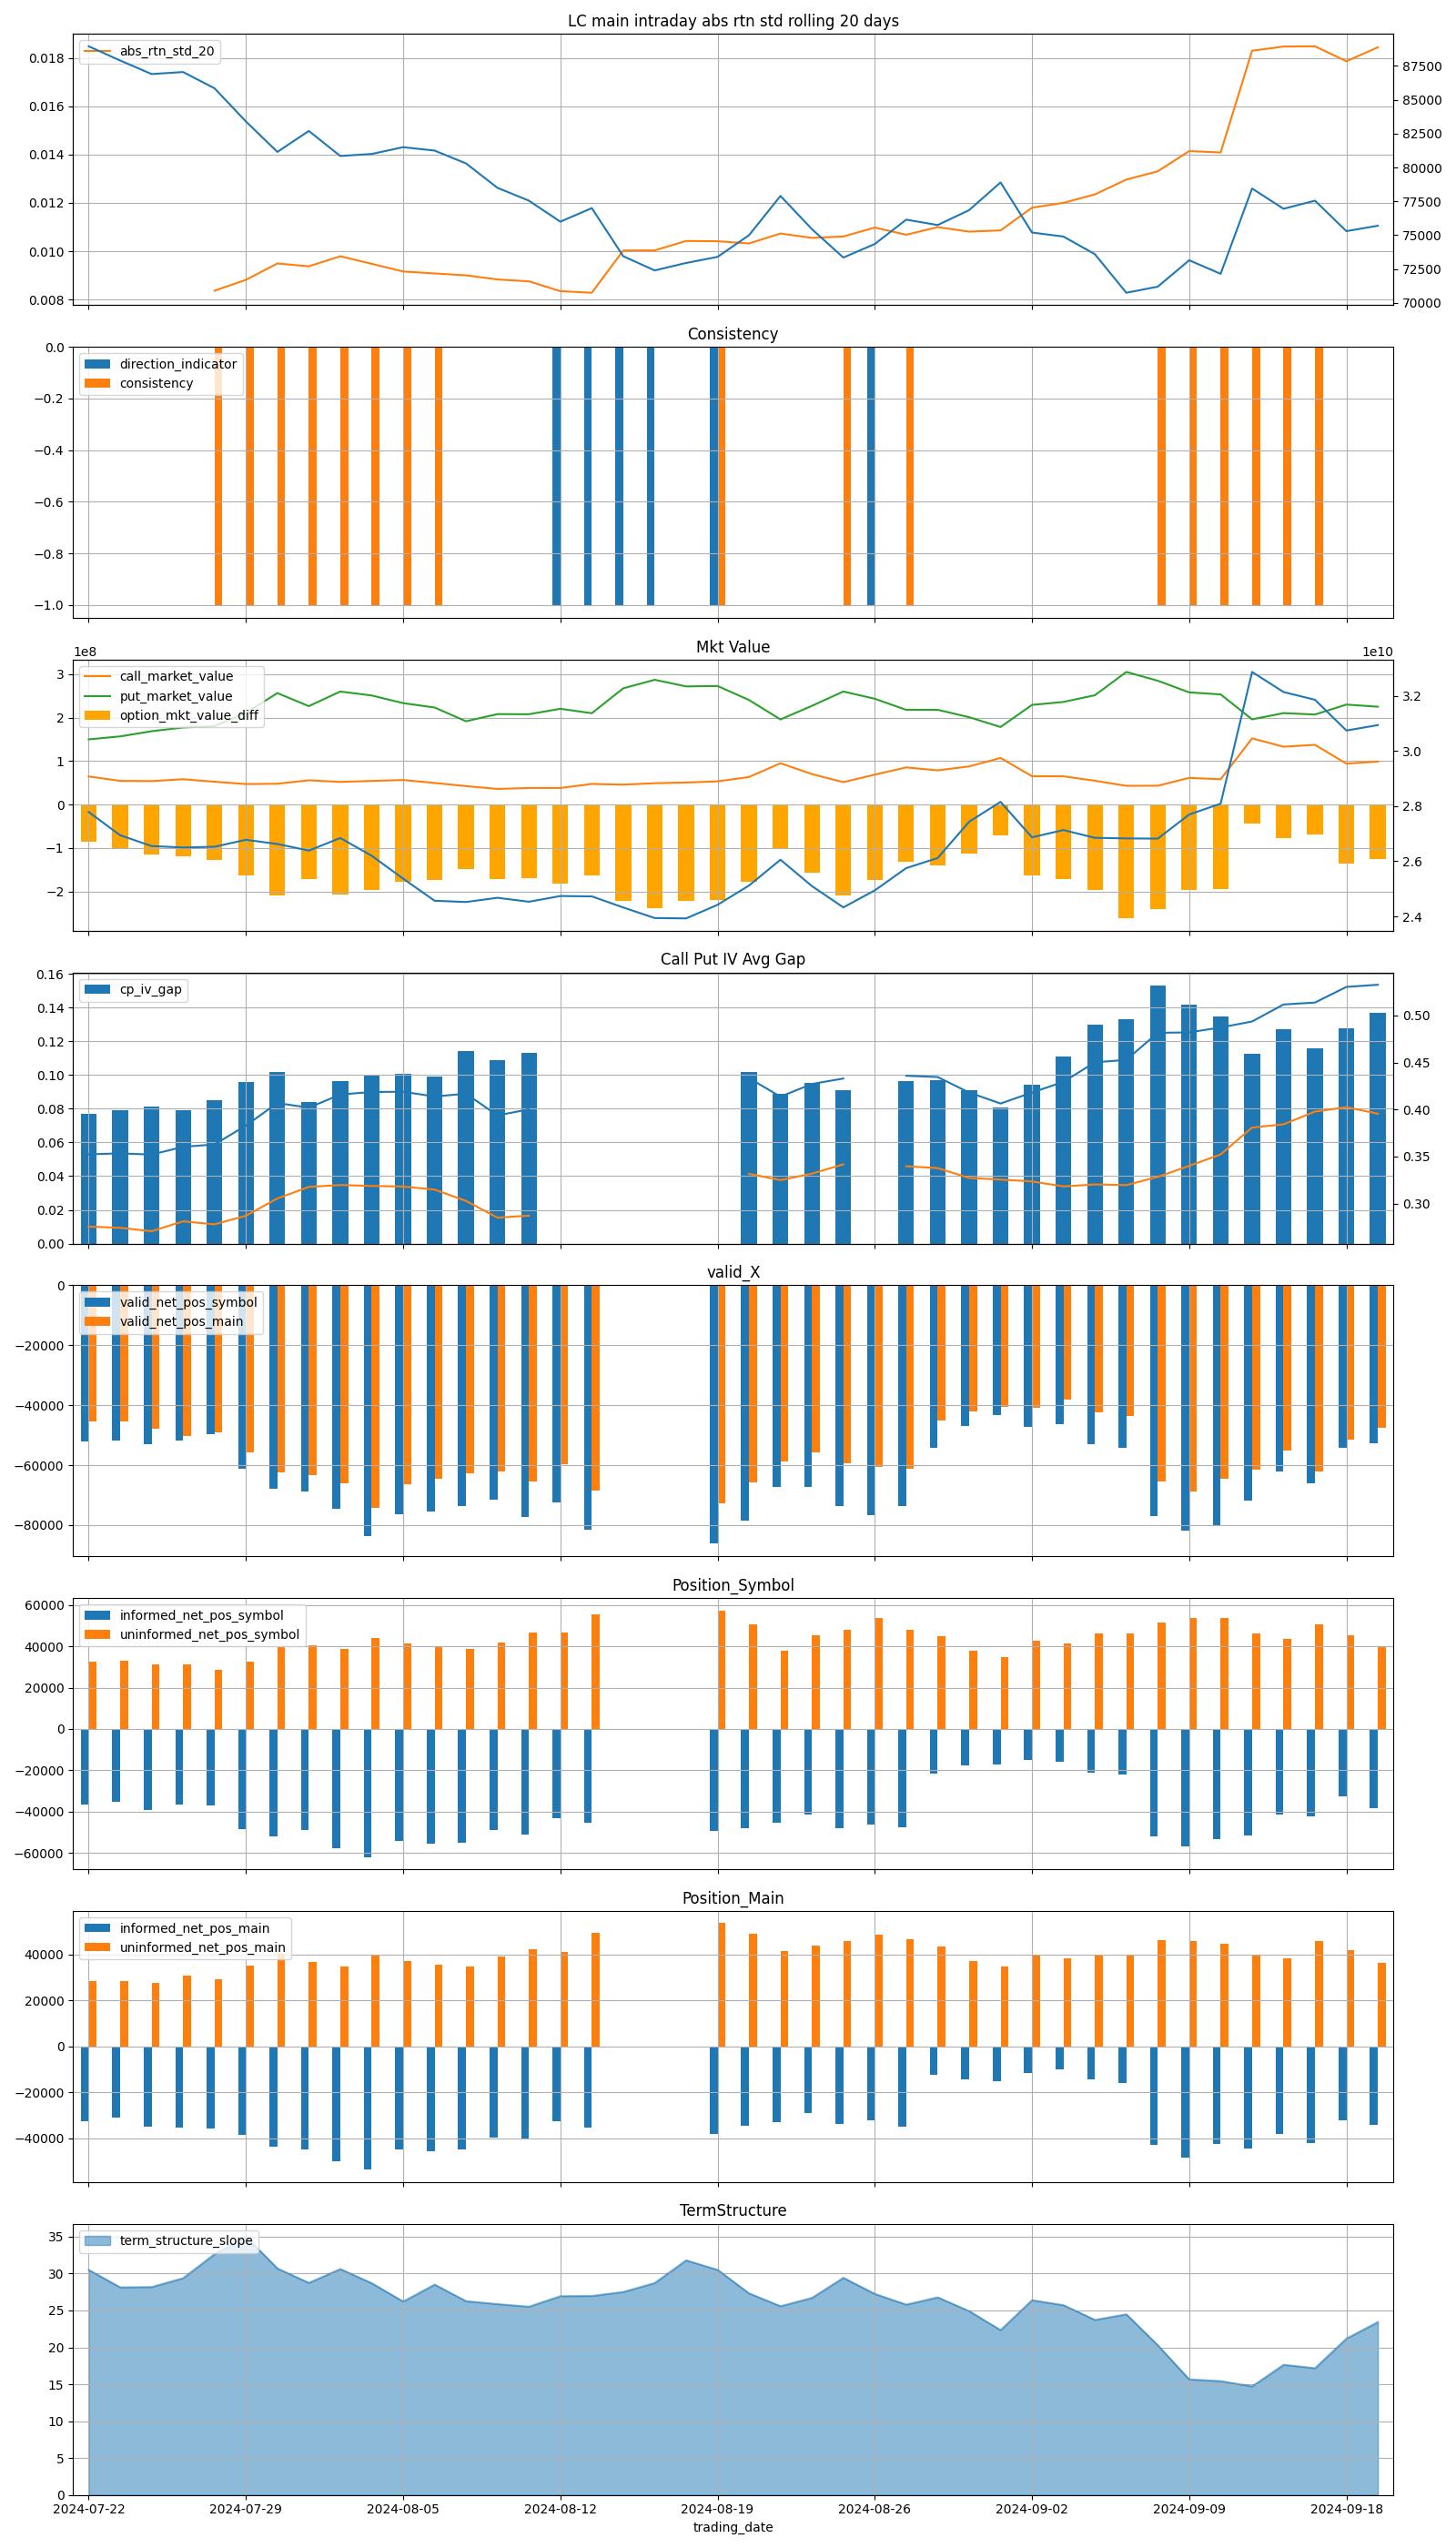 LC main intraday abs rtn std rolling 20 days
abs_rtn_std_20
0.018
0.016
0.014
0.012
0.010
0.008
87500
85000
82500
80000
77500
75000
72500
70000
Consistency
direction_indicator
consistency
0.0
−0.2
−0.4
−0.6
−0.8
−1.0
Mkt Value
1e8
1e10
call_market_value
put_market_value
option_mkt_value_diff
3
2
1
0
−1
−2
3.2
3.0
2.8
2.6
2.4
Call Put IV Avg Gap
cp_iv_gap
0.16
0.14
0.12
0.10
0.08
0.06
0.04
0.02
0.00
0.50
0.45
0.40
0.35
0.30
valid_X
valid_net_pos_symbol
valid_net_pos_main
0
−20000
−40000
−60000
−80000
Position_Symbol
informed_net_pos_symbol
uninformed_net_pos_symbol
60000
40000
20000
0
−20000
−40000
−60000
Position_Main
informed_net_pos_main
uninformed_net_pos_main
40000
20000
0
−20000
−40000
TermStructure
term_structure_slope
35
30
25
20
15
10
5
0
2024-07-22 2024-07-29 2024-08-05 2024-08-12 2024-08-19 2024-08-26 2024-09-02 2024-09-09 2024-09-18
trading_date